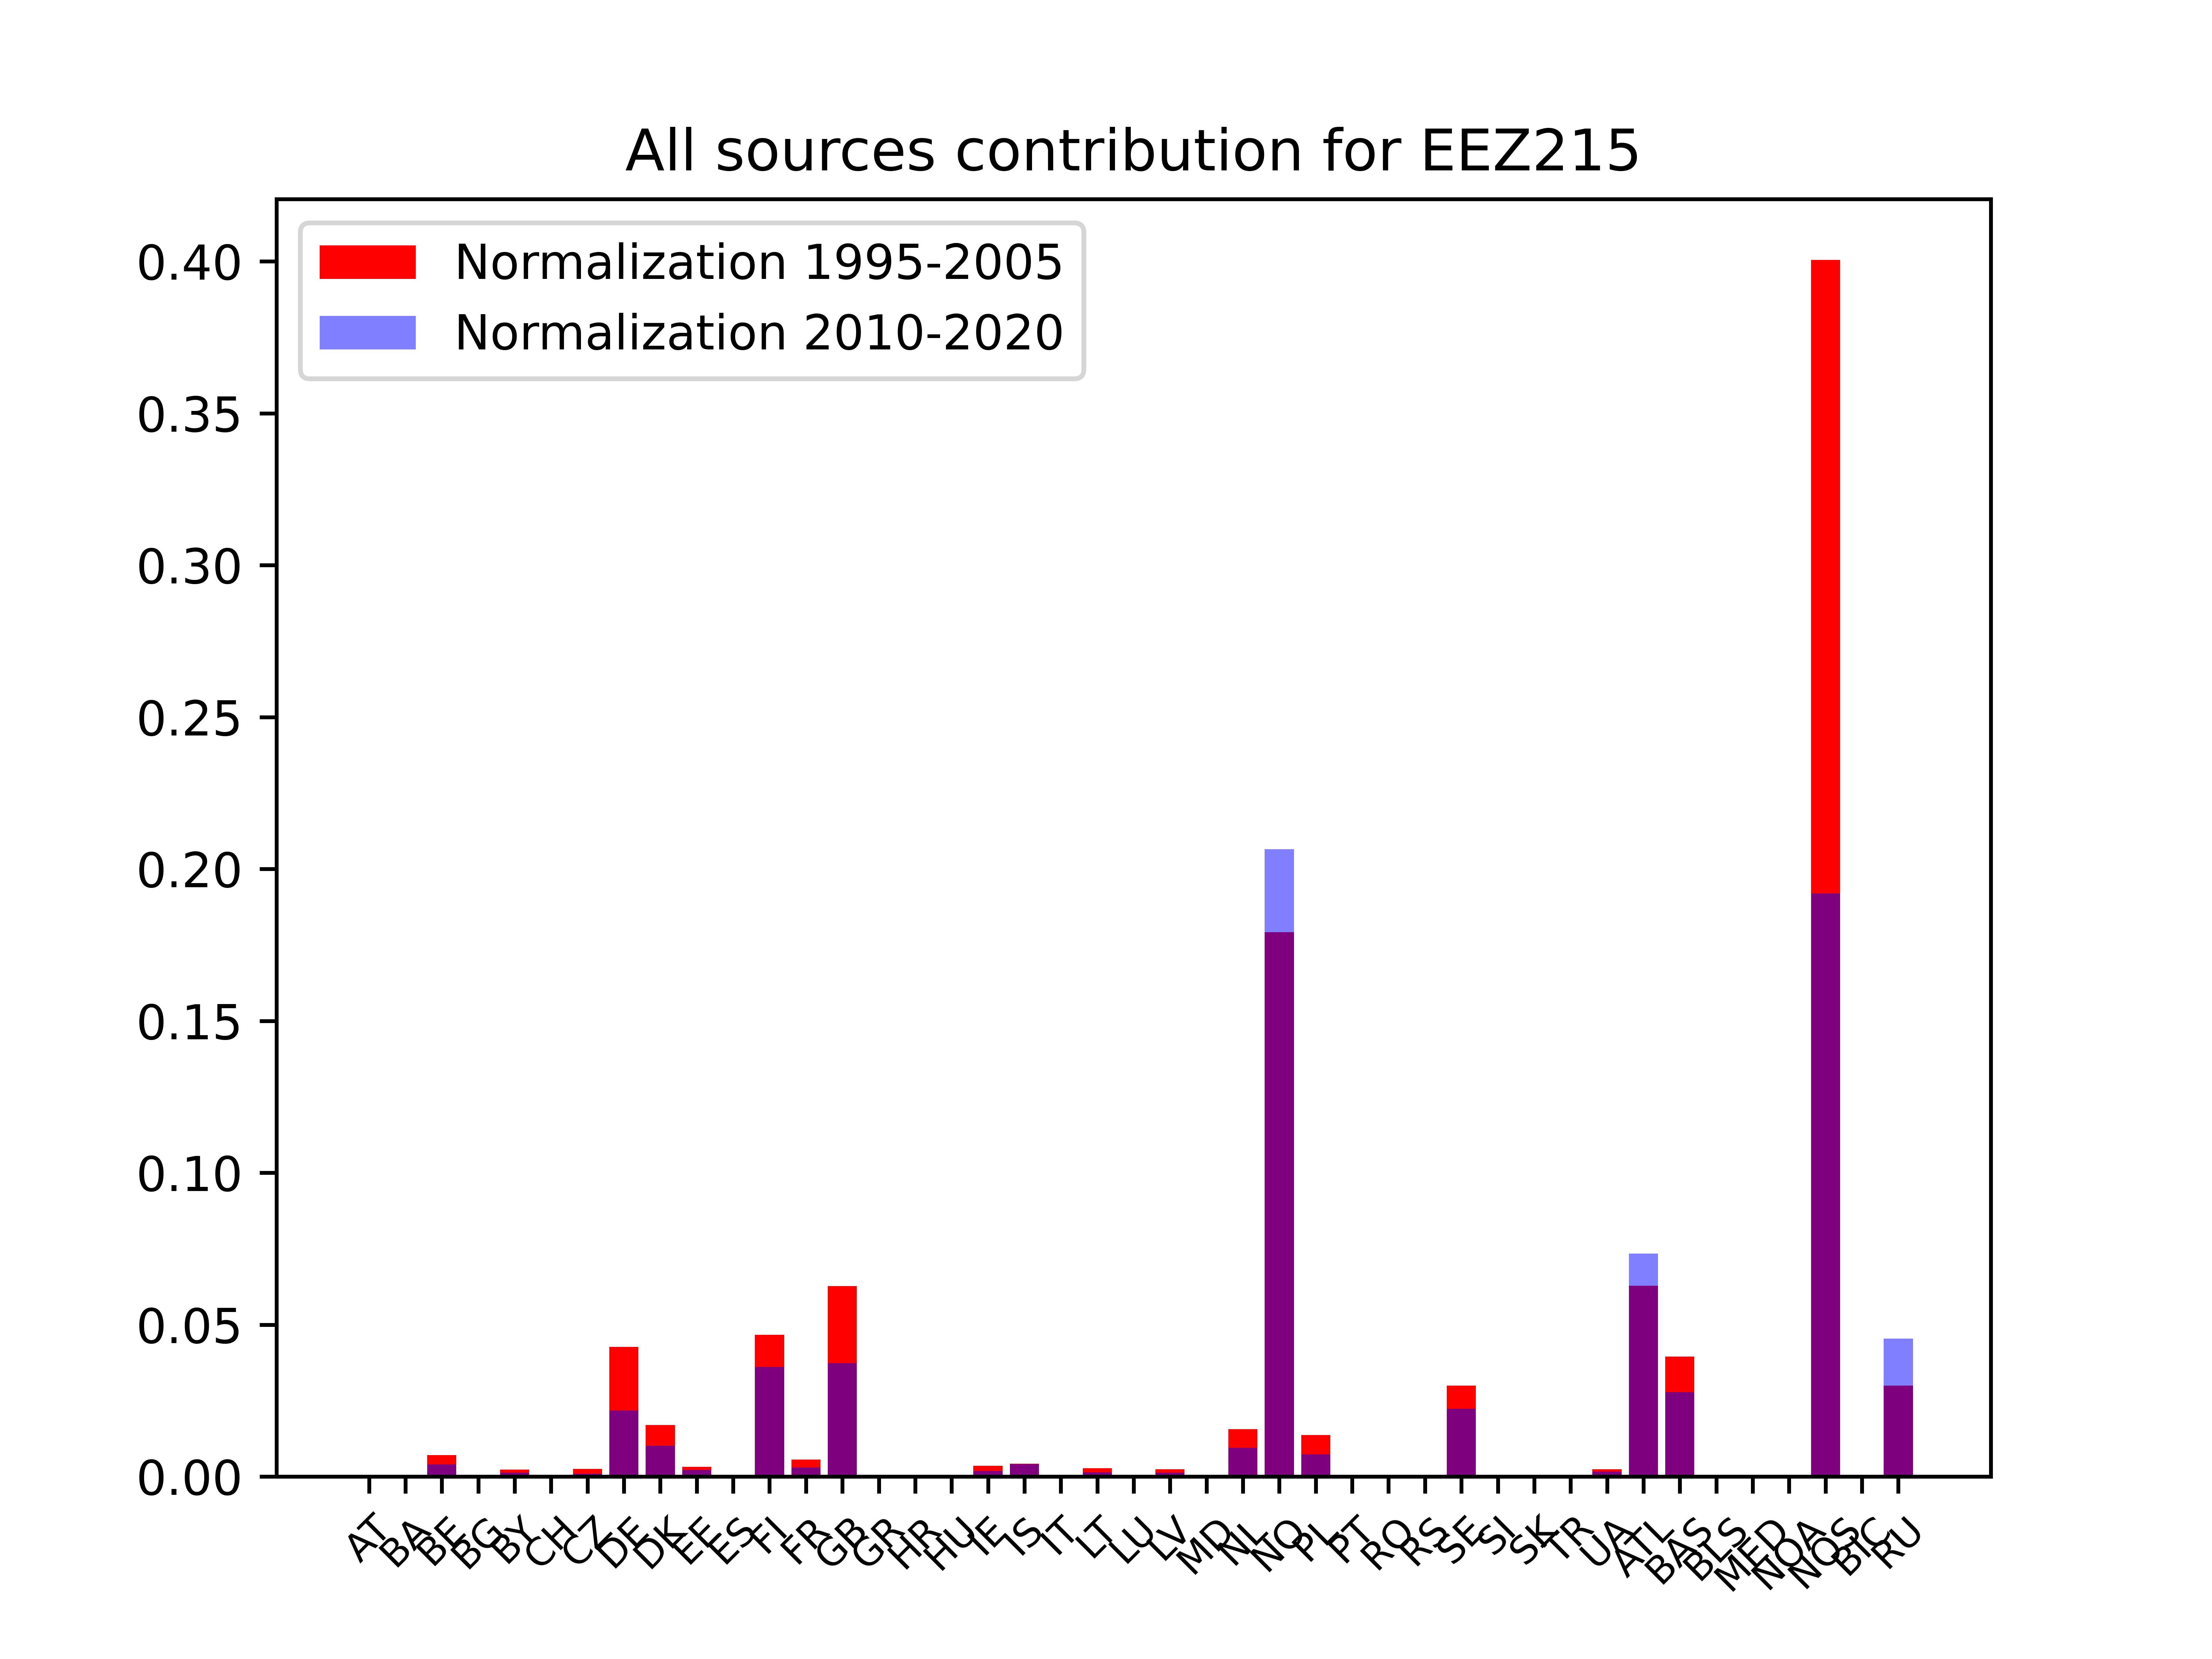 All sources contribution for EEZ215
Normalization 1995-2005
Normalization 2010-2020
0.40
0.35
0.30
0.25
0.20
0.15
0.10
0.05
0.00
AT
BA
BE
BG
BY
CH
CZ
DE
DK
EE
ES
FI
FR
GB
GR
HR
HU
IE
IS
IT
LT
LU
LV
MD
NL
NO
PL
PT
RO
RS
SE
SI
SK
TR
UA
ATL
BAS
BLS
MED
NOA
NOS
BIC
RU